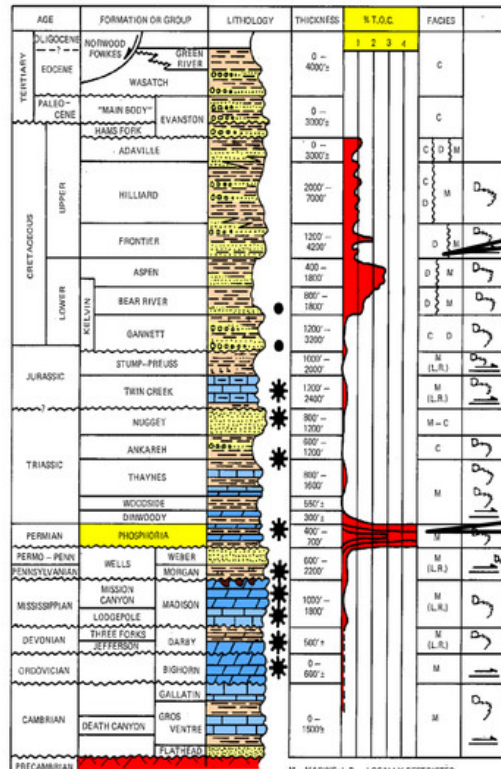 AGE FORMATION OR GROUP LITHOLOGY THICKNESS % T.O.C. FACIES
1 2 3 4
TERTIARY
OLIGOCENE
?
EOCENE
PALEO-
CENE
NORWOOD
FOWKES
GREEN
RIVER
WASATCH
0 –
4000'±
C
"MAIN BODY"
EVANSTON
HAMS FORK
0 –
3000'±
C
CRETACEOUS
UPPER
ADAVILLE
0 –
3000'±
C D M
HILLIARD
2000' –
7000'
C
D
M
FRONTIER
1200' –
4200'
D M
LOWER
KELVIN
ASPEN
400 –
1800'
D M
BEAR RIVER
800' –
1800'
D M
GANNETT
1200' –
3200'
C D
JURASSIC
STUMP–PREUSS
1000' –
2000'
M
(L.R.)
TWIN CREEK
1200' –
2400'
M
(L.R.)
?
TRIASSIC
NUGGET
800' –
1200'
M – C
ANKAREH
600' –
1200'
C
THAYNES
800' –
1600'
M
WOODSIDE
550'±
DINWOODY
300'±
PERMIAN
PHOSPHORIA
400' –
700'
M
PERMO – PENN
PENNSYLVANIAN
WELLS
WEBER
MORGAN
600' –
2200'
M
(L.R.)
MISSISSIPPIAN
MISSION
CANYON
LODGEPOLE
MADISON
1000' –
1800'
M
(L.R.)
DEVONIAN
THREE FORKS
JEFFERSON
DARBY
500'±
M
(L.R.)
ORDOVICIAN
BIGHORN
0 –
600'±
M
CAMBRIAN
GALLATIN
DEATH CANYON
GROS
VENTRE
FLATHEAD
0 –
1500'±
M
PRECAMBRIAN